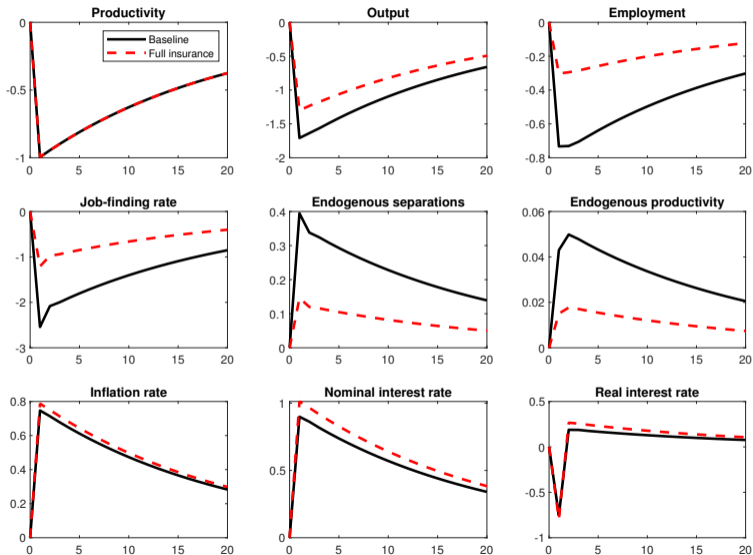 Productivity
Output
Employment
Baseline
Full insurance
0
-0.5
-1
0 5 10 15 20
0
-0.5
-1
-1.5
-2
0 5 10 15 20
0
-0.2
-0.4
-0.6
-0.8
0 5 10 15 20
Job-finding rate
Endogenous separations
Endogenous productivity
0
-1
-2
-3
0 5 10 15 20
0.4
0.3
0.2
0.1
0
0 5 10 15 20
0.06
0.04
0.02
0
0 5 10 15 20
Inflation rate
Nominal interest rate
Real interest rate
0.8
0.6
0.4
0.2
0
0 5 10 15 20
1
0.5
0
0 5 10 15 20
0.5
0
-0.5
-1
0 5 10 15 20